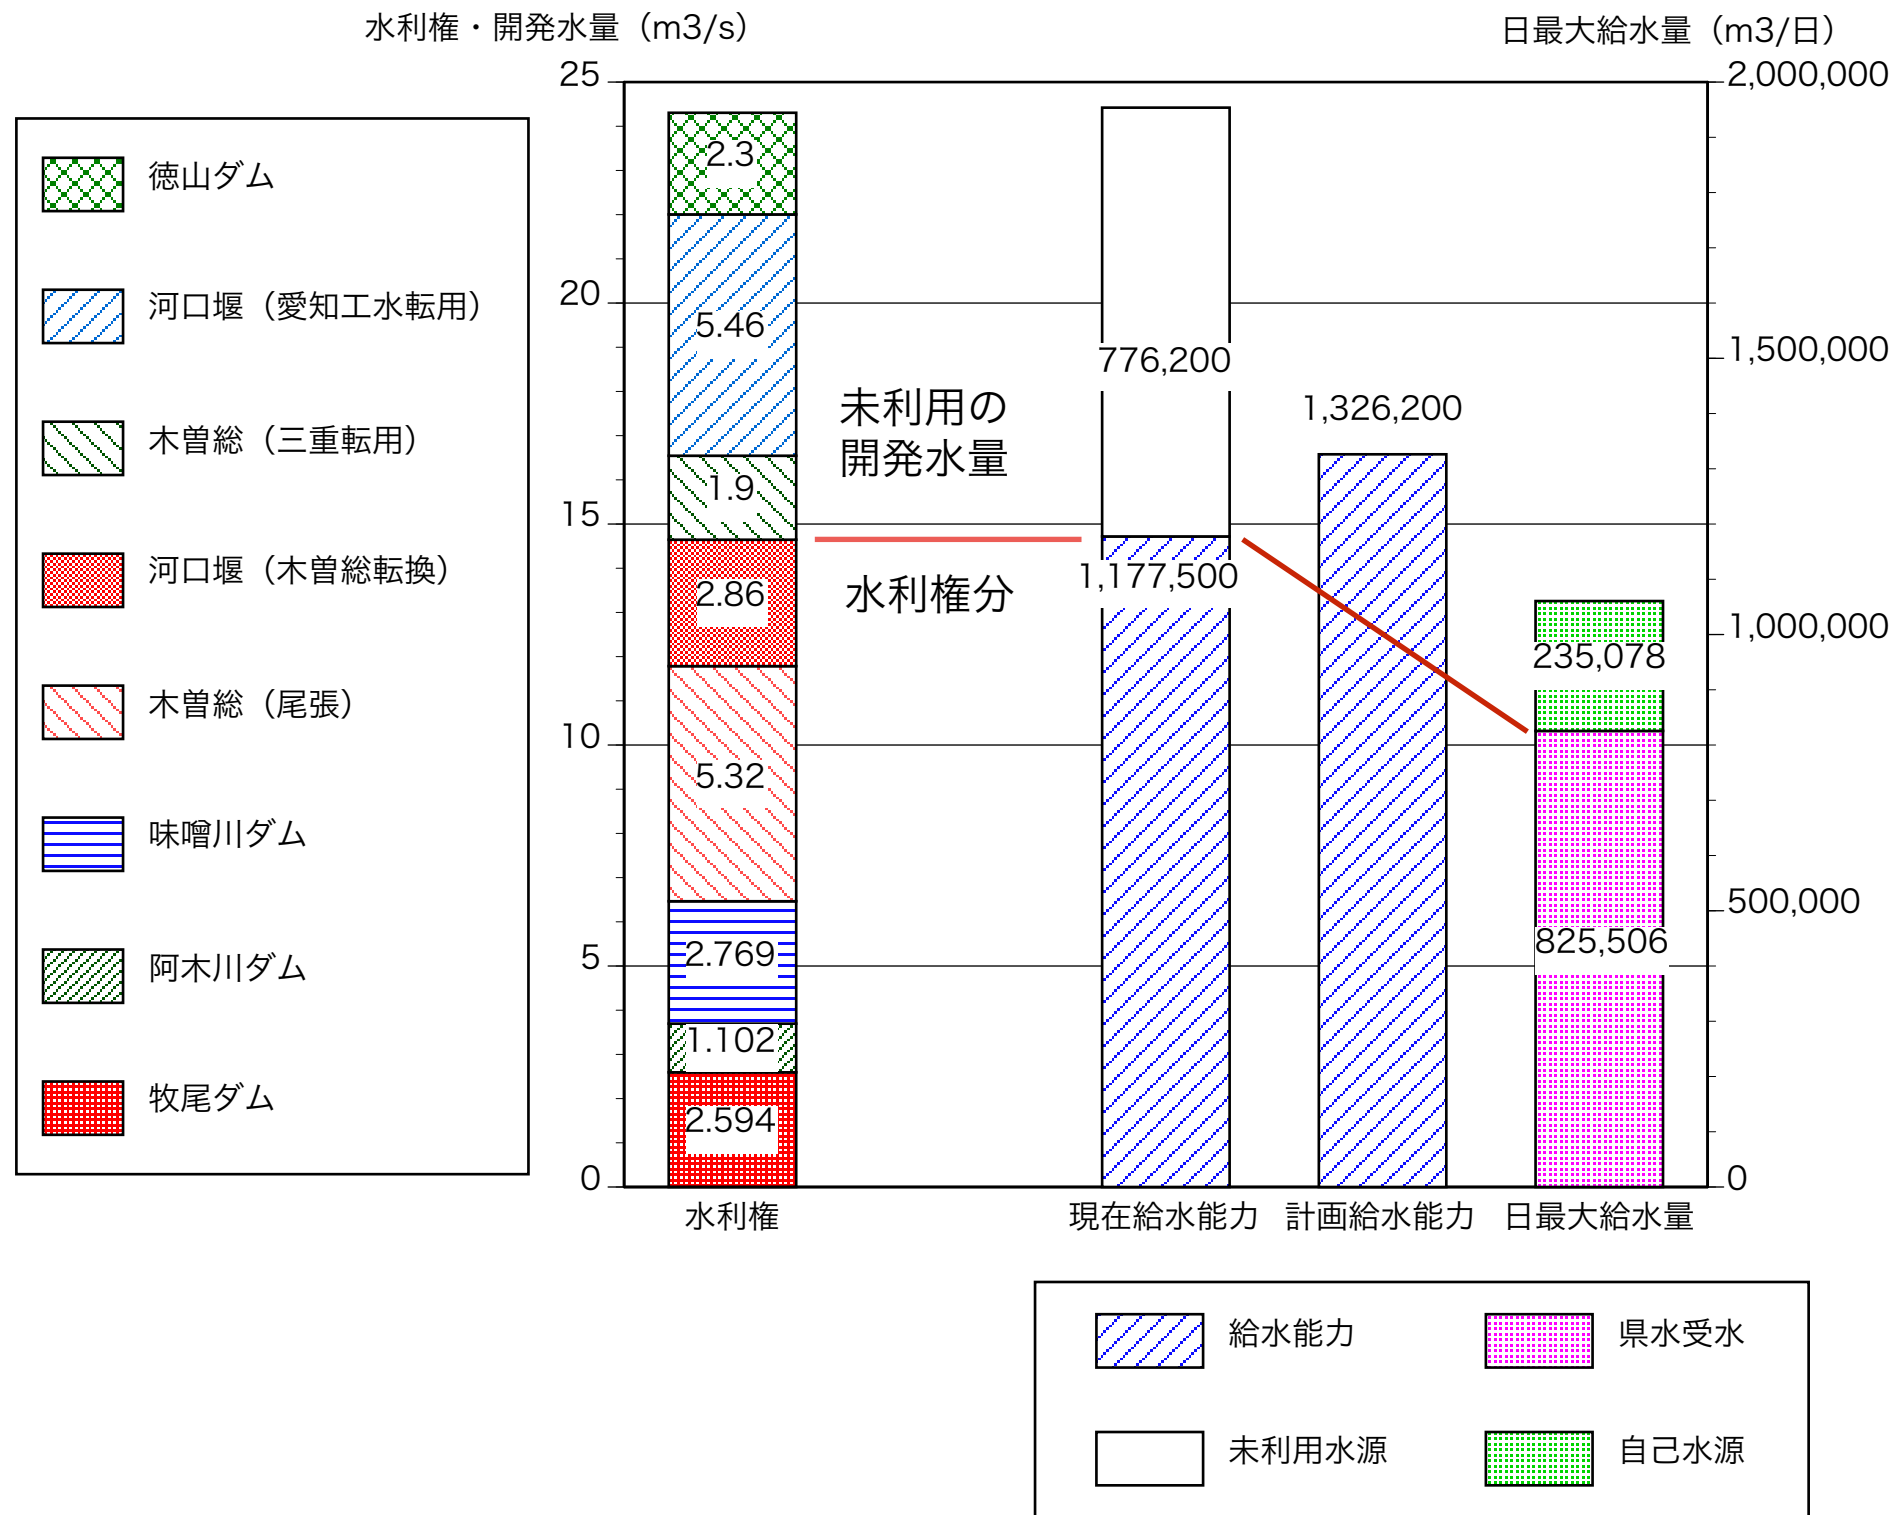 水利権・開発水量（m3/s）
日最大給水量（m3/日）
徳山ダム
河口堰（愛知工水転用）
木曽総（三重転用）
河口堰（木曽総転換）
木曽総（尾張）
味噌川ダム
阿木川ダム
牧尾ダム
25
20
15
10
5
0
2.3
5.46
1.9
2.86
5.32
2.769
1.102
2.594
未利用の
開発水量
水利権分
776,200
1,177,500
1,326,200
235,078
825,506
2,000,000
1,500,000
1,000,000
500,000
0
水利権
現在給水能力
計画給水能力
日最大給水量
給水能力
県水受水
未利用水源
自己水源